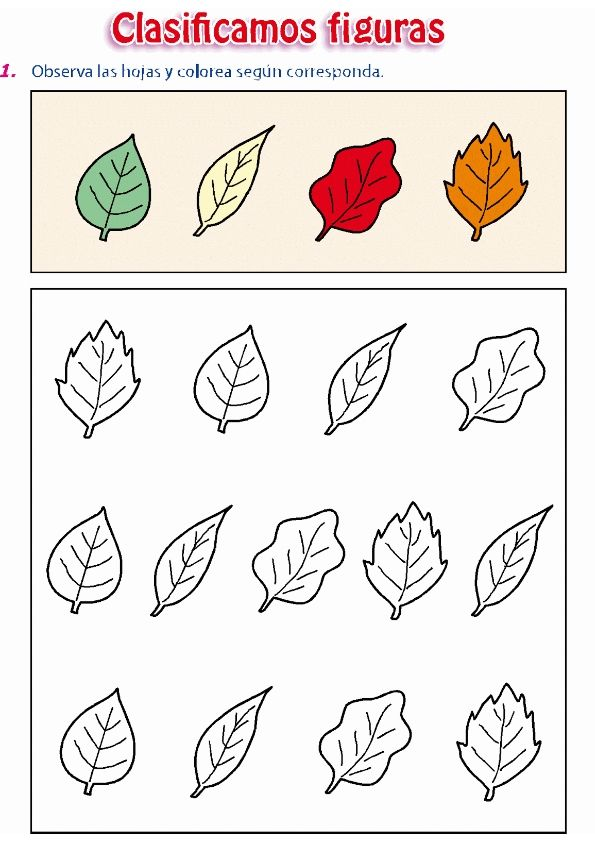 Clasificamos figuras
1. Observa las hojas y colorea según corresponda.